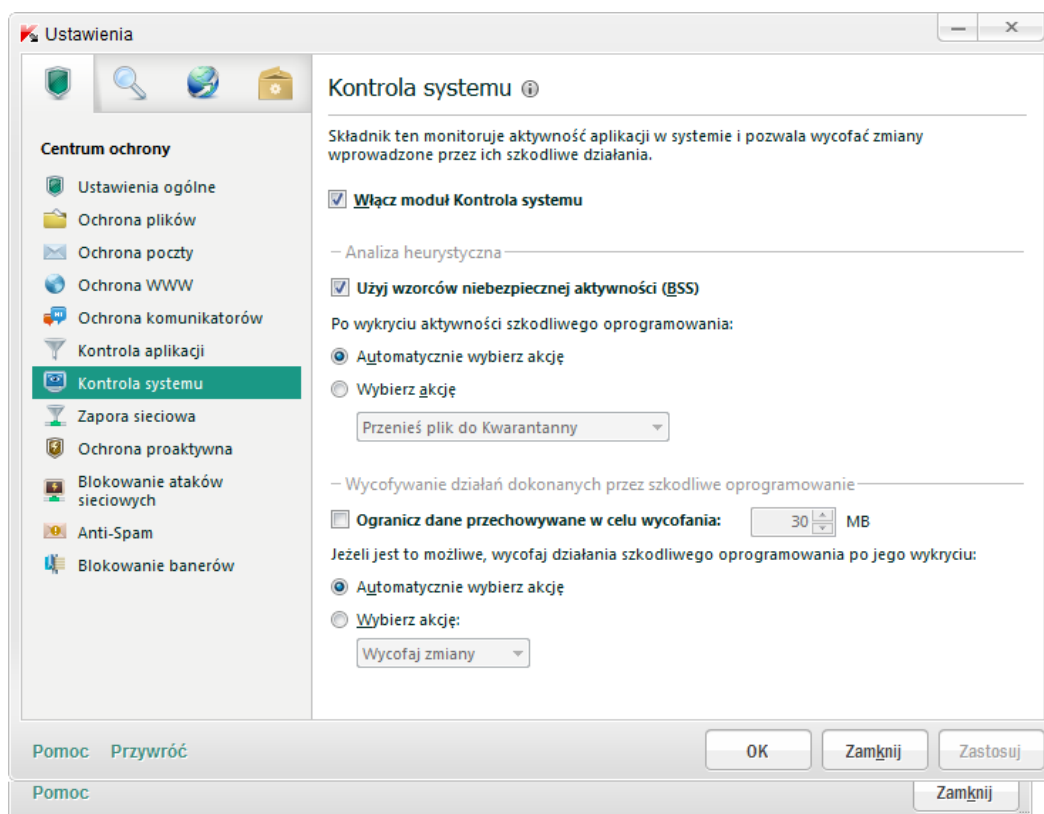 Ustawienia
Centrum ochrony
Ustawienia ogólne
Ochrona plików
Ochrona poczty
Ochrona WWW
Ochrona komunikatorów
Kontrola aplikacji
Kontrola systemu
Zapora sieciowa
Ochrona proaktywna
Blokowanie ataków
sieciowych
Anti-Spam
Blokowanie banerów
Kontrola systemu
Składnik ten monitoruje aktywność aplikacji w systemie i pozwala wycofać zmiany
wprowadzone przez ich szkodliwe działania.
Włącz moduł Kontrola systemu
Analiza heurystyczna
Użyj wzorców niebezpiecznej aktywności (BSS)
Po wykryciu aktywności szkodliwego oprogramowania:
Automatycznie wybierz akcję
Wybierz akcję
Przenieś plik do Kwarantanny
Wycofywanie działań dokonanych przez szkodliwe oprogramowanie
Ogranicz dane przechowywane w celu wycofania: 30 MB
Jeżeli jest to możliwe, wycofaj działania szkodliwego oprogramowania po jego wykryciu:
Automatycznie wybierz akcję
Wybierz akcję:
Wycofaj zmiany
Pomoc Przywróć OK Zamknij Zastosuj
Pomoc Zamknij